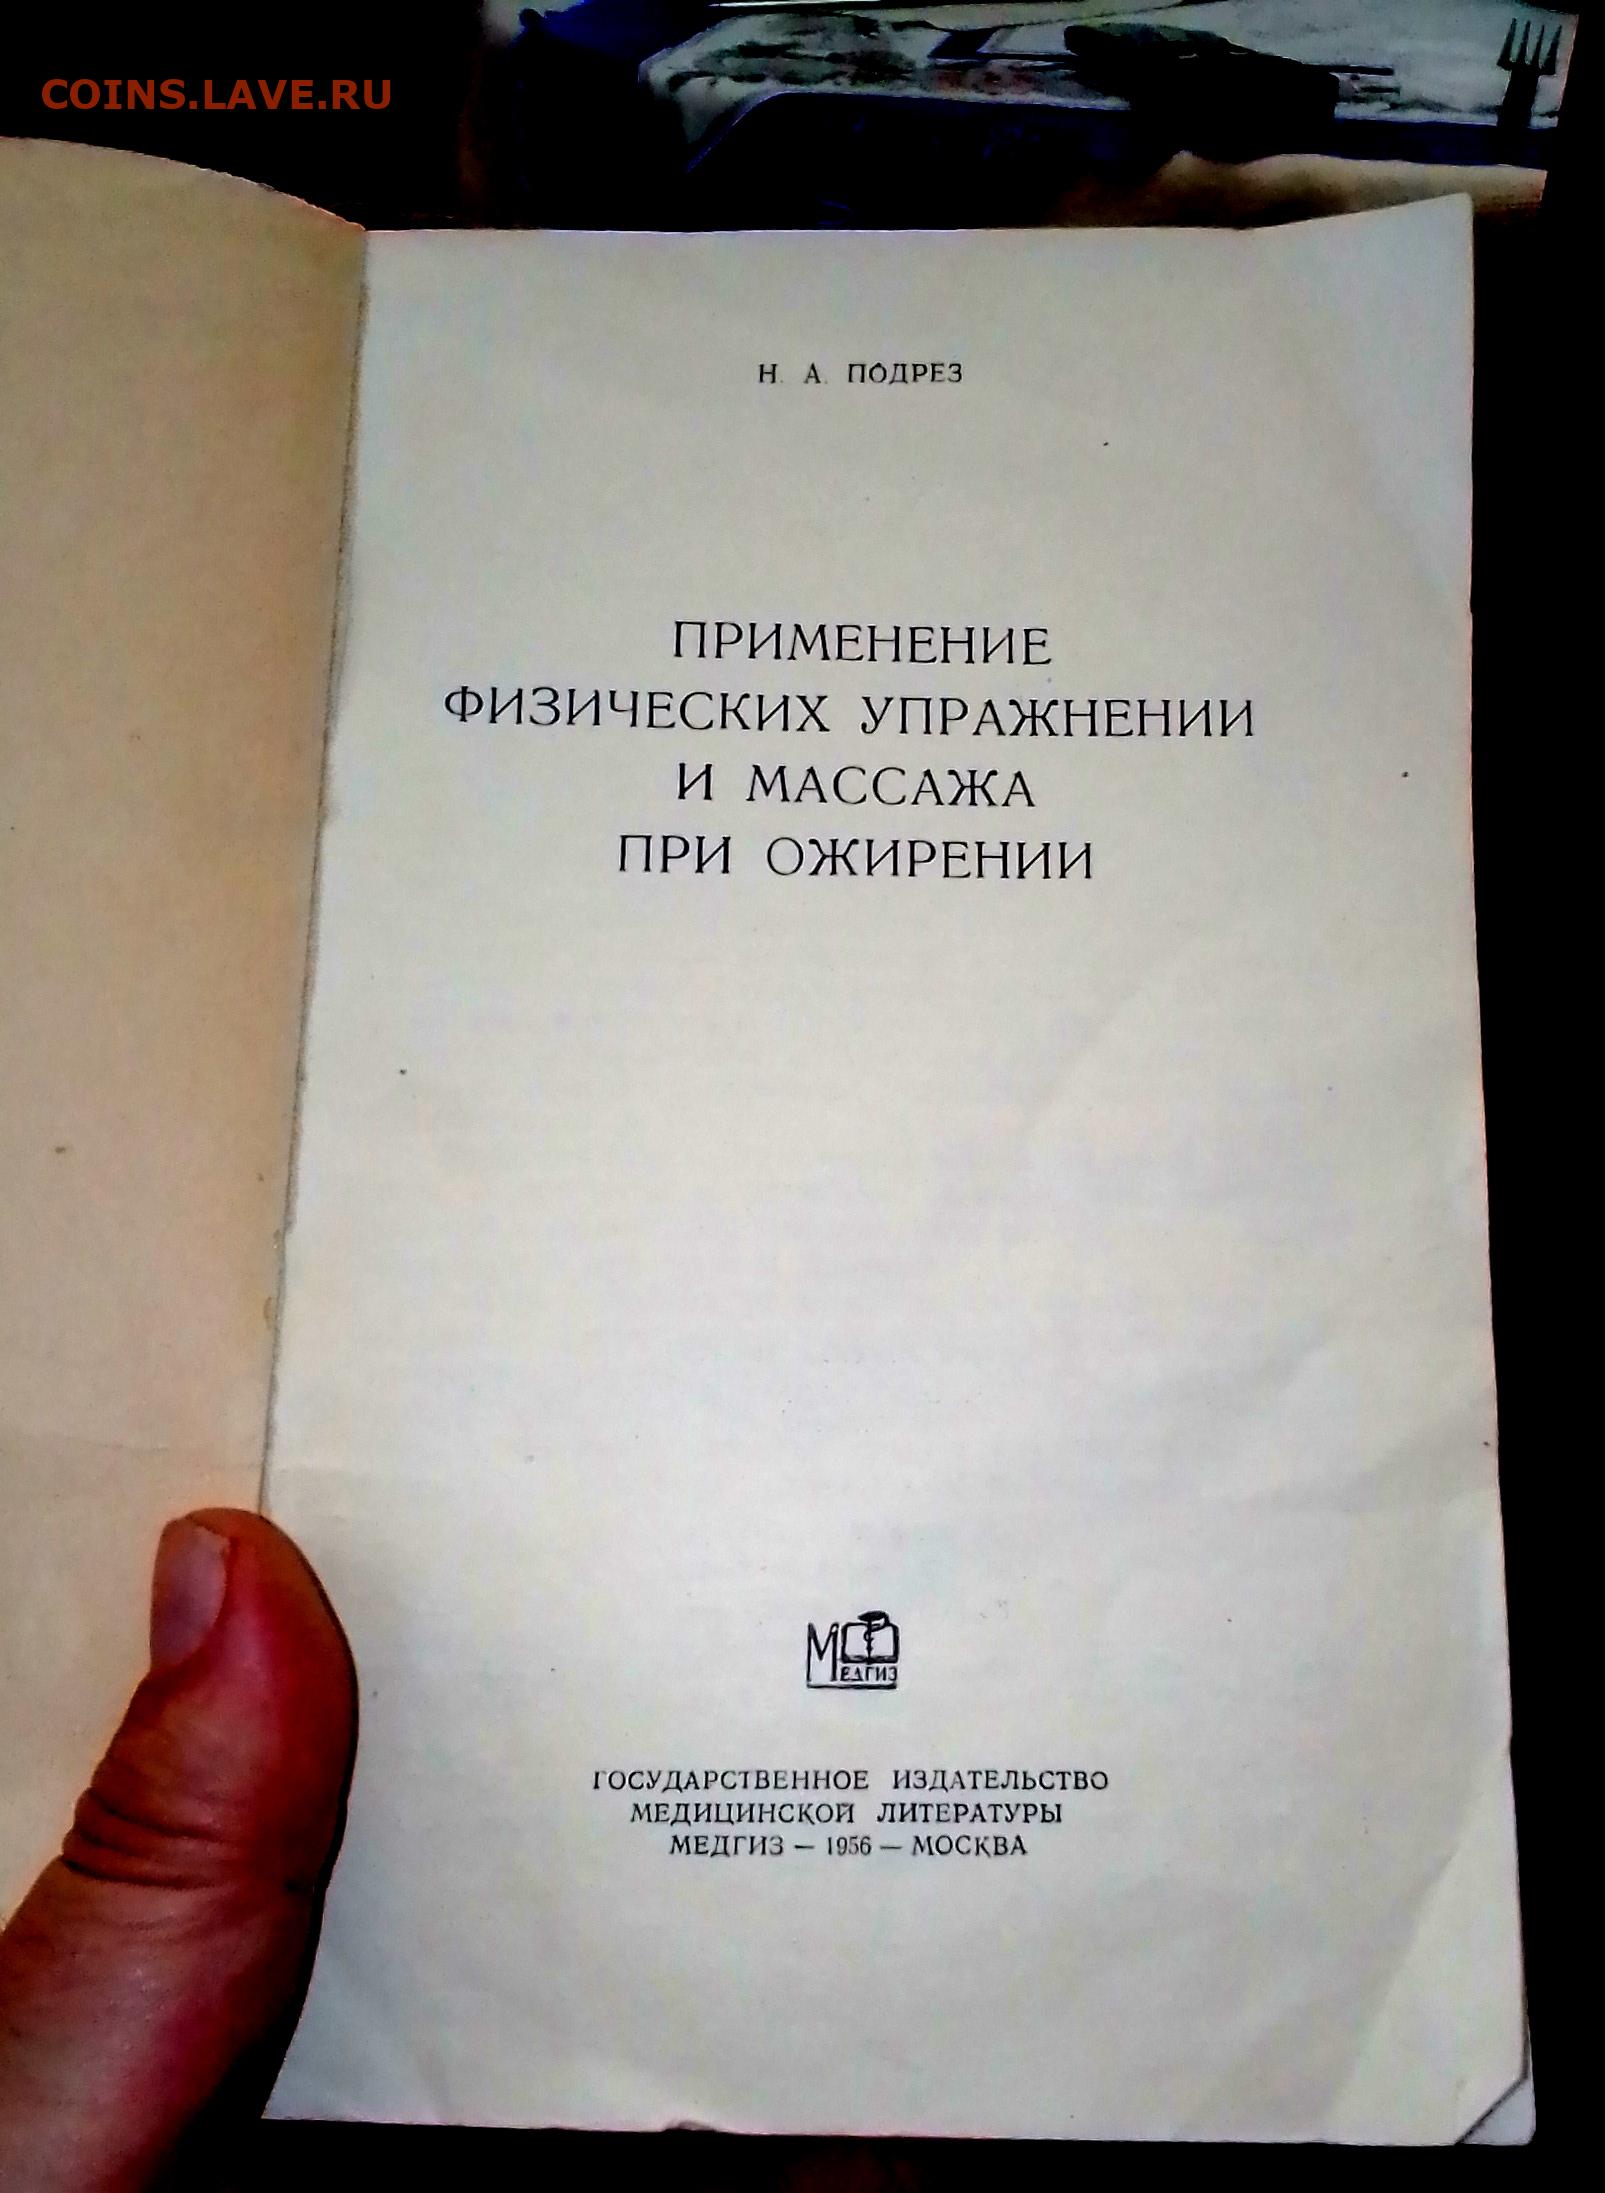 COINS.LAVE.RU
Н. А. ПОДРЕЗ
ПРИМЕНЕНИЕ
ФИЗИЧЕСКИХ УПРАЖНЕНИИ
И МАССАЖА
ПРИ ОЖИРЕНИИ
МЕДГИЗ
ГОСУДАРСТВЕННОЕ ИЗДАТЕЛЬСТВО
МЕДИЦИНСКОЙ ЛИТЕРАТУРЫ
МЕДГИЗ — 1956 — МОСКВА